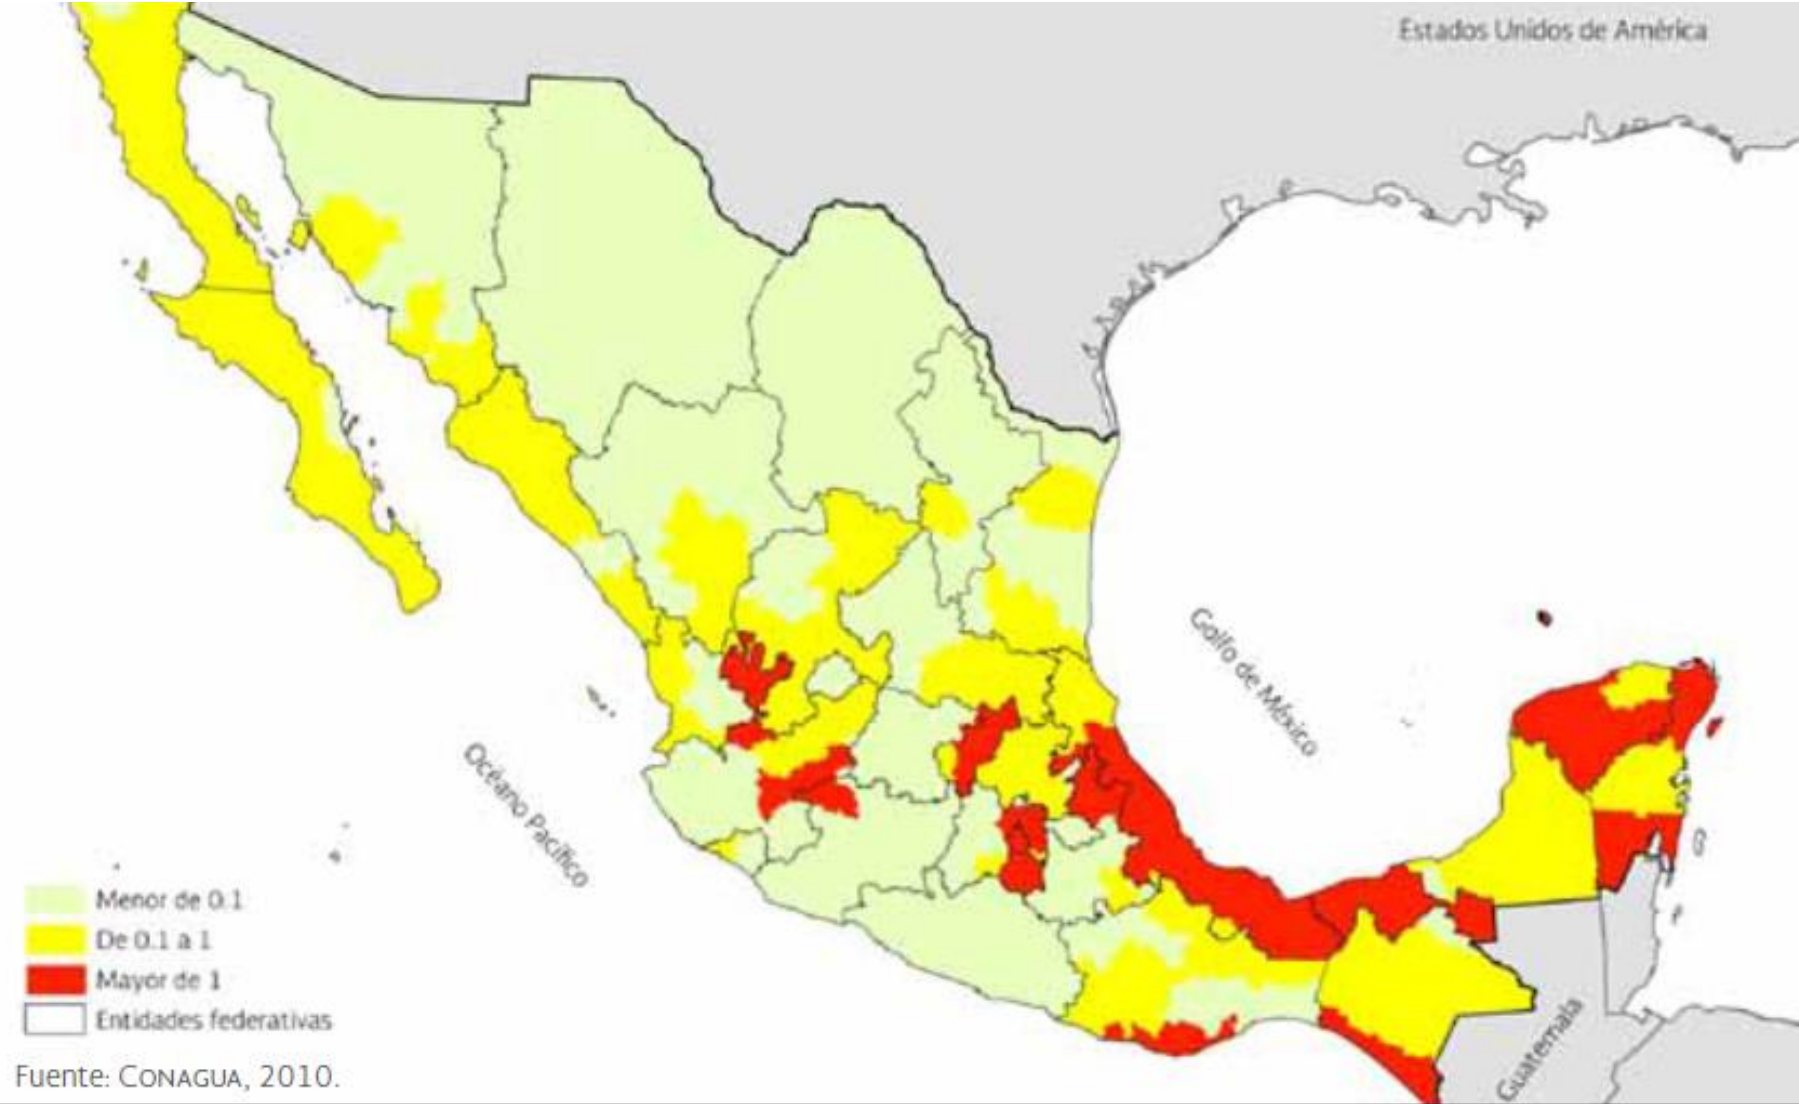 Estados Unidos de América
Golfo de México
Océano Pacífico
Menor de 0.1
De 0.1 a 1
Mayor de 1
Entidades federativas
Guatemala
Fuente: CONAGUA, 2010.